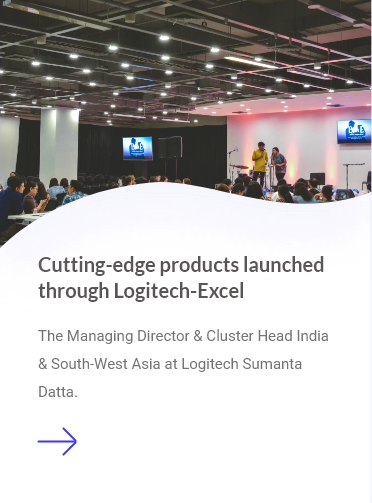 Cutting-edge products launched
through Logitech-Excel
The Managing Director & Cluster Head India
& South-West Asia at Logitech Sumanta
Datta.